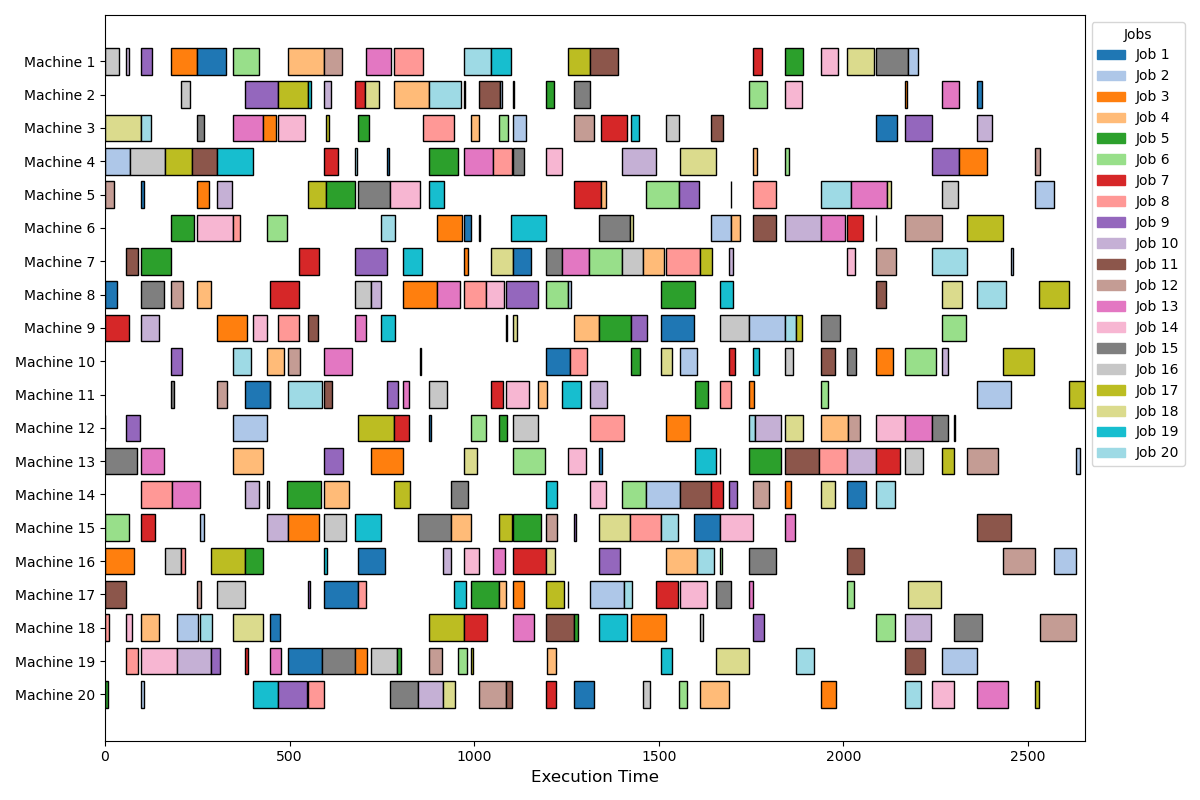 Machine 1
Machine 2
Machine 3
Machine 4
Machine 5
Machine 6
Machine 7
Machine 8
Machine 9
Machine 10
Machine 11
Machine 12
Machine 13
Machine 14
Machine 15
Machine 16
Machine 17
Machine 18
Machine 19
Machine 20
0 500 1000 1500 2000 2500
Execution Time
Jobs
Job 1
Job 2
Job 3
Job 4
Job 5
Job 6
Job 7
Job 8
Job 9
Job 10
Job 11
Job 12
Job 13
Job 14
Job 15
Job 16
Job 17
Job 18
Job 19
Job 20